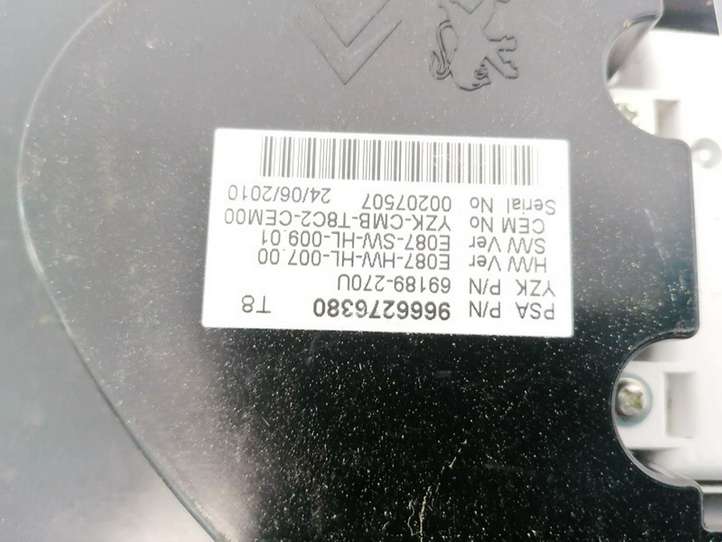 PSA P/N 9666276380 T8
YZK P/N 69189-270U
H/W Ver E087-HW-HL-007.00
S/W Ver E087-SW-HL-009.01
CEM No YZK-CMB-T8C2-CEM00
Serial No 00207507 24/06/2010